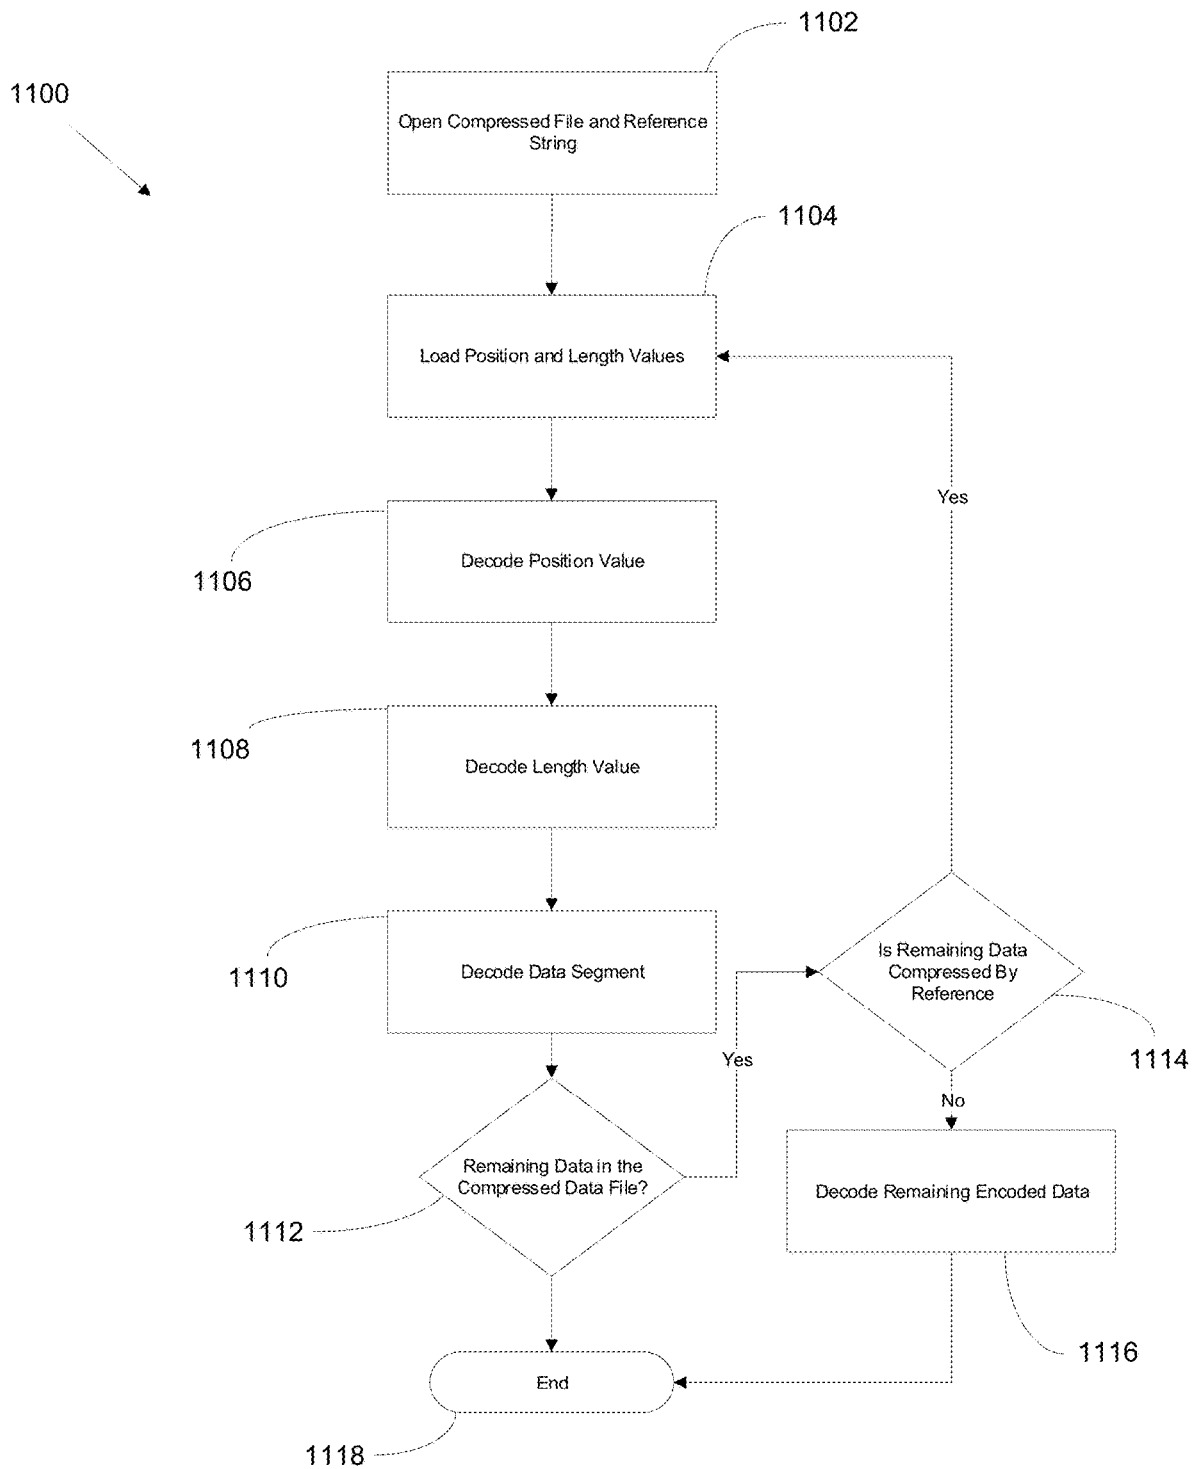 1102
1100
Open Compressed File and Reference
String
1104
Load Position and Length Values
Yes
1106
Decode Position Value
1108
Decode Length Value
1110
Decode Data Segment
Is Remaining Data
Compressed By
Reference
1114
Yes
No
Remaining Data in the
Compressed Data File?
1112
Decode Remaining Encoded Data
1116
End
1118